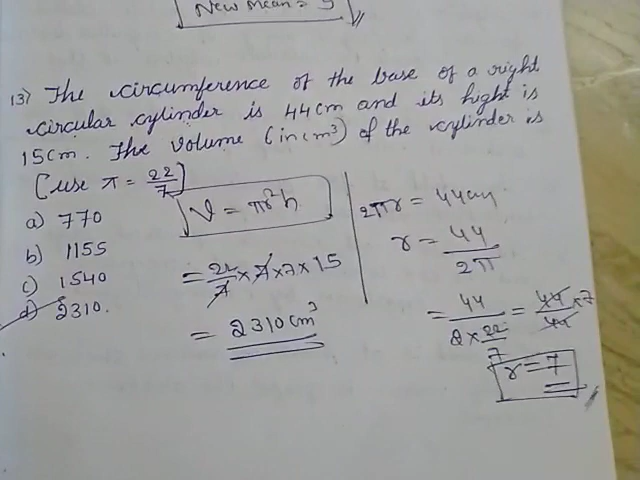 New Mean = 5
13) The circumference of the base of a right
circular cylinder is 44cm and its hight is
15cm. The volume (in cm³) of the cylinder is
[use π = 22/7]
a) 770
b) 1155
c) 1540
d) 2310.
V = πr²h
= 22/7 × 7 × 7 × 15
= 2310 cm³
2πr = 44cm
r = 44/2π
= 44/2 × 22/7 = 44/44 × 7
r = 7